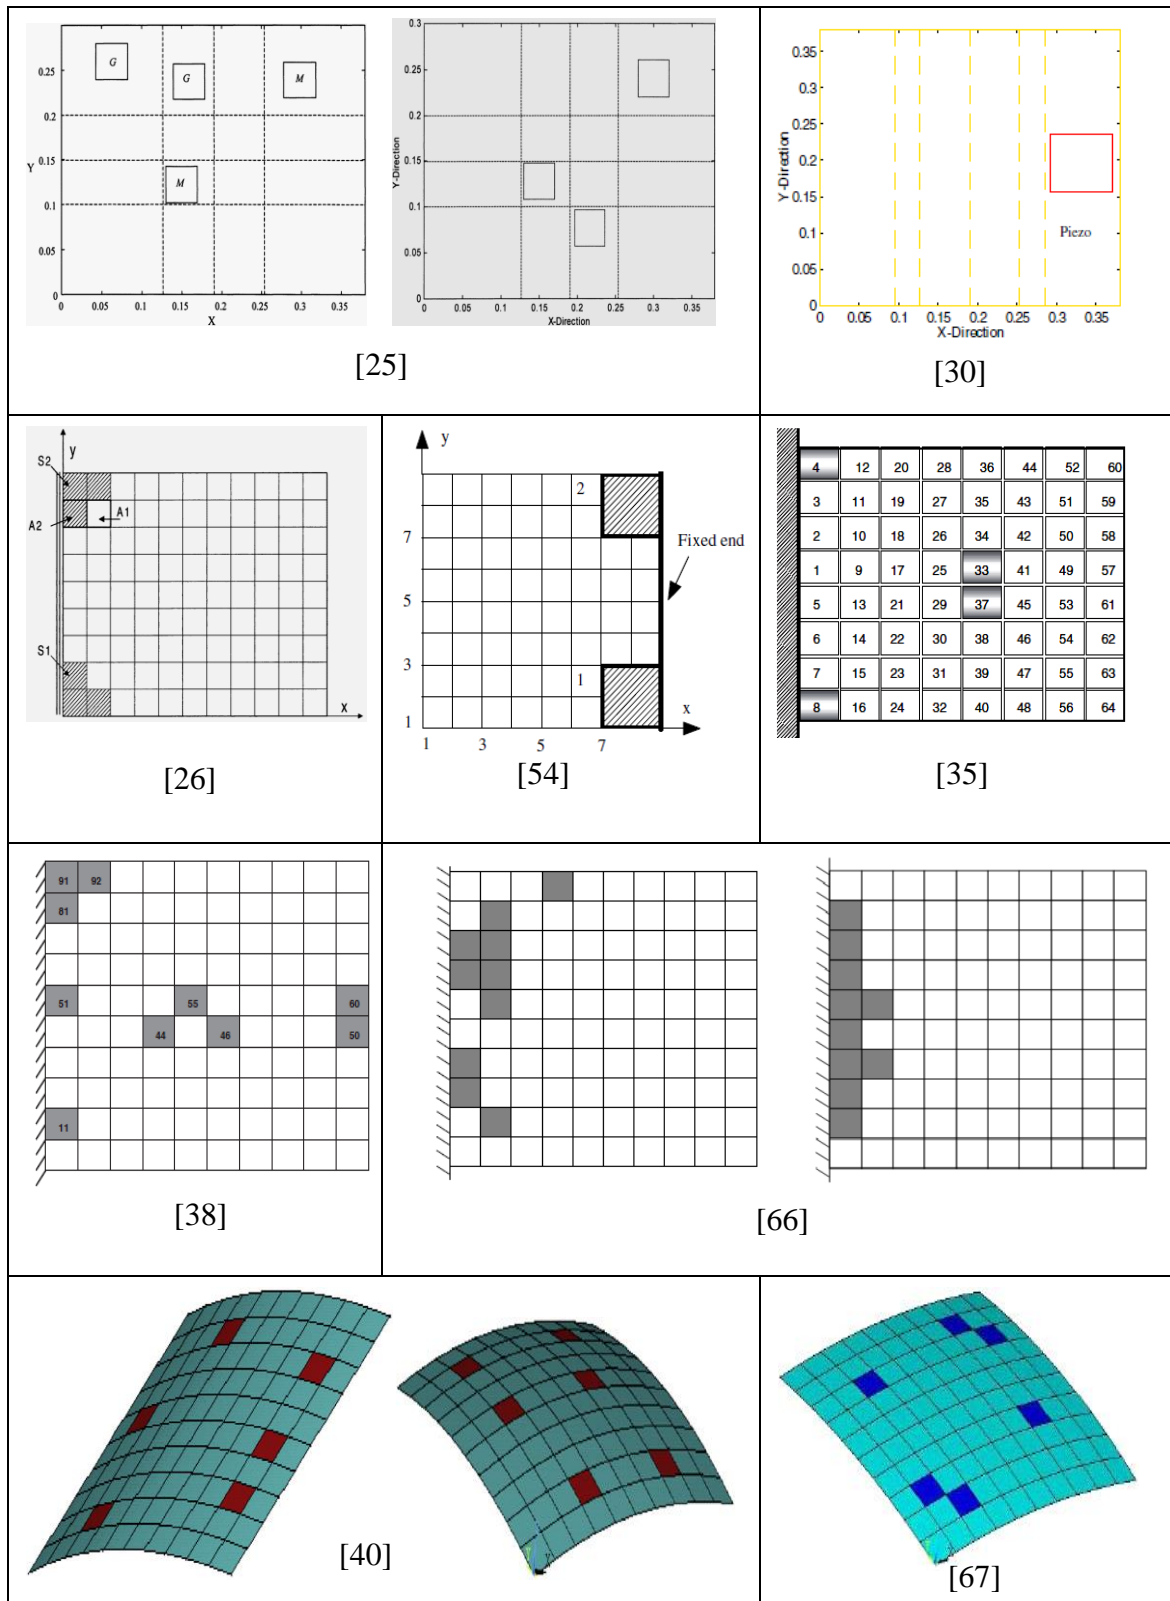 0.25
0.2
0.15
Y
0.1
0.05
0
0 0.05 0.1 0.15 0.2 0.25 0.3 0.35
X
G
G
M
M
0.3
0.25
0.2
0.15
0.1
0.05
0
Y-Direction
0 0.05 0.1 0.15 0.2 0.25 0.3 0.35
X-Direction
[25]
0.35
0.3
0.25
0.2
0.15
0.1
0.05
0
Y-Direction
Piezo
0 0.05 0.1 0.15 0.2 0.25 0.3 0.35
X-Direction
[30]
y
S2
A2
A1
S1
x
[26]
y
2
7
Fixed end
5
3
1
x
1
1 3 5 7
[54]
4 12 20 28 36 44 52 60
3 11 19 27 35 43 51 59
2 10 18 26 34 42 50 58
1 9 17 25 33 41 49 57
5 13 21 29 37 45 53 61
6 14 22 30 38 46 54 62
7 15 23 31 39 47 55 63
8 16 24 32 40 48 56 64
[35]
91 92
81
51 55 60
44 46 50
11
[38]
[66]
[40]
[67]